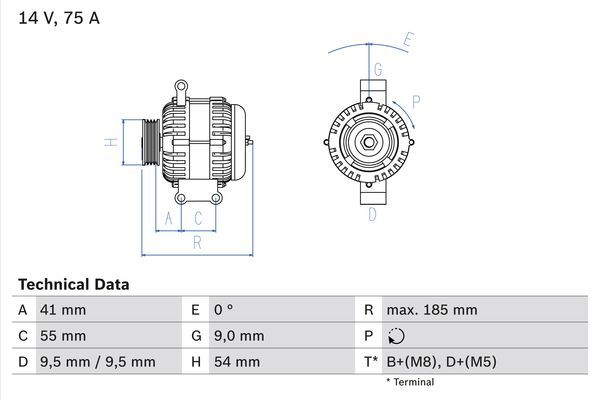 14 V, 75 A
E
G
P
H
A
C
R
D
Technical Data
A 41 mm E 0 ° R max. 185 mm
C 55 mm G 9,0 mm P
D 9,5 mm / 9,5 mm H 54 mm T* B+(M8), D+(M5)
* Terminal